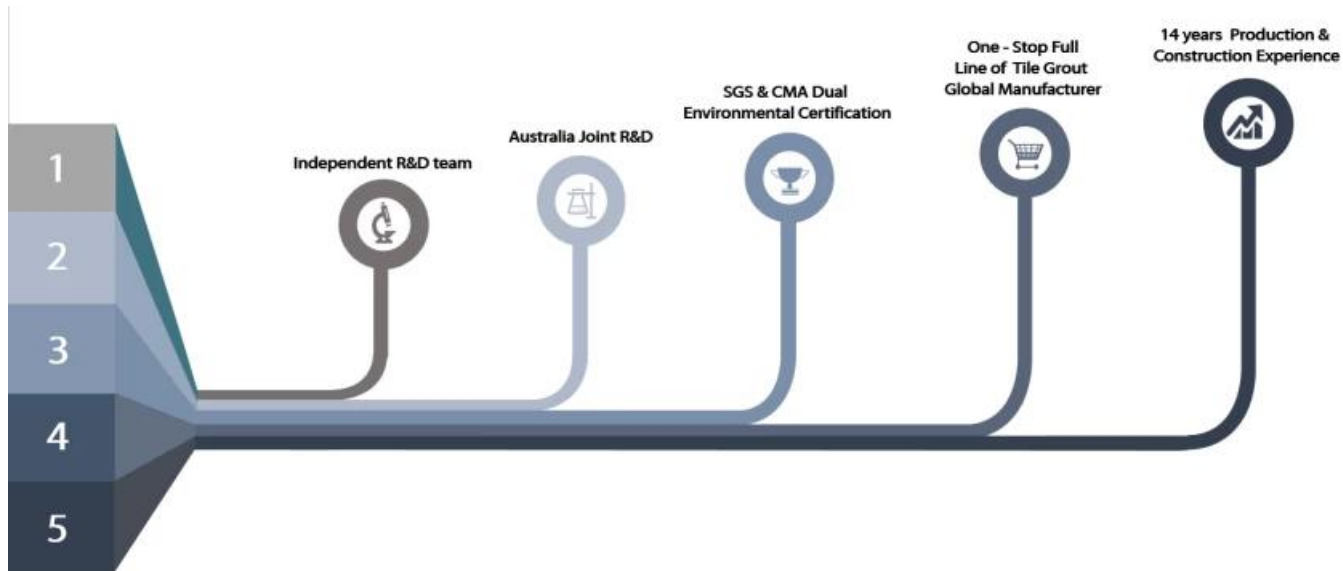 1
2
3
4
5
Independent R&D team
Australia Joint R&D
SGS & CMA Dual
Environmental Certification
One - Stop Full
Line of Tile Grout
Global Manufacturer
14 years Production &
Construction Experience